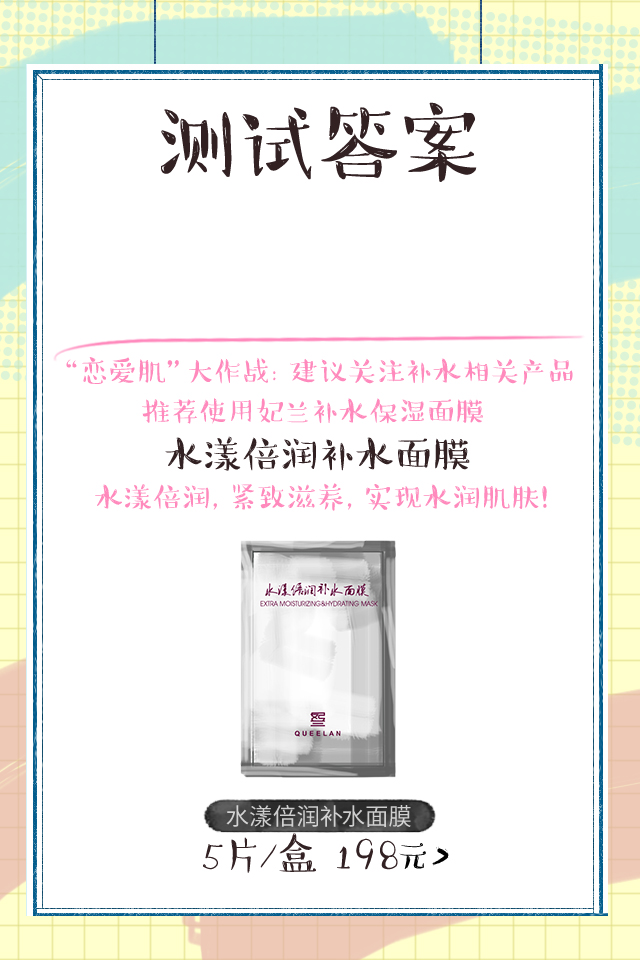 测试答案
“恋爱肌”大作战：建议关注补水相关产品
推荐使用妃兰补水保湿面膜
水漾倍润补水面膜
水漾倍润，紧致滋养，实现水润肌肤！
水漾倍润补水面膜
EXTRA MOISTURIZING&HYDRATING MASK
QUEELAN
水漾倍润补水面膜
5片/盒 198元>